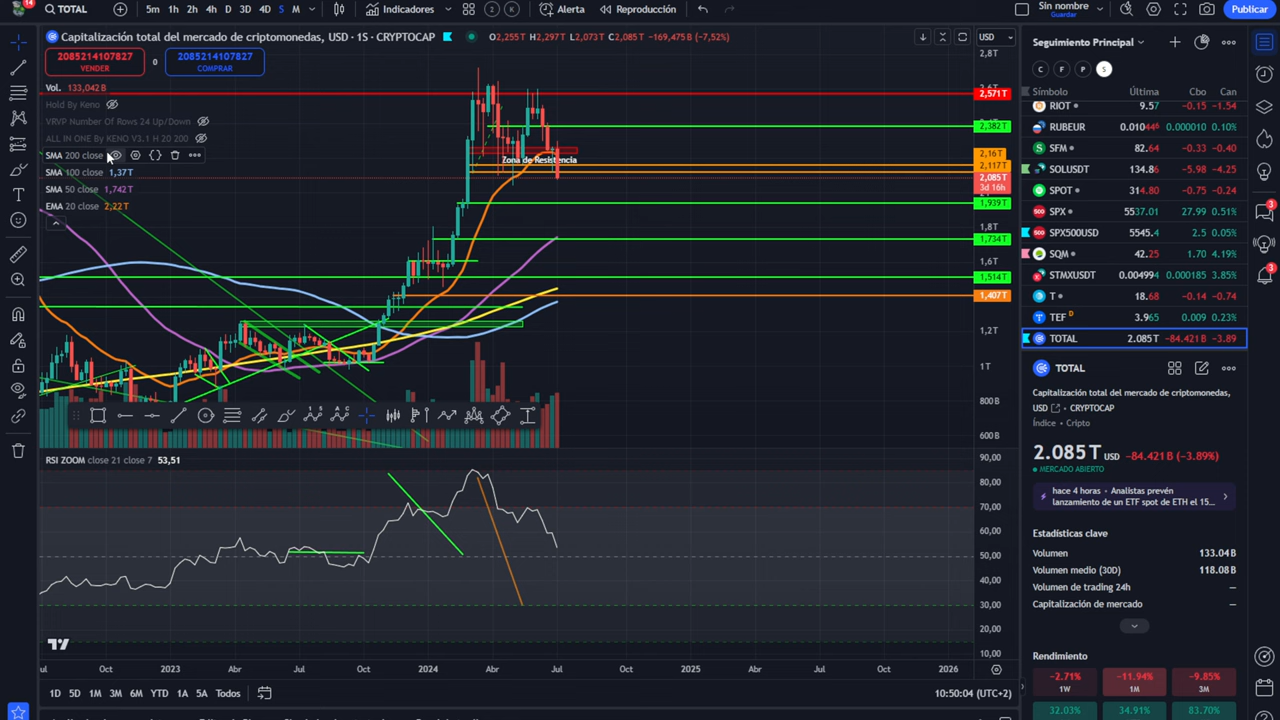 14 TOTAL 5m 1h 2h 4h D 3D 4D S M Indicadores 2 K Alerta Reproducción Sin nombre Guardar Publicar
Capitalización total del mercado de criptomonedas, USD · 1S · CRYPTOCAP O2,255T H2,297T L2,073T C2,085T −169,475B (−7,52%) USD
2085214107827 VENDER 0 2085214107827 COMPRAR
Vol. 133,042B
Hold By Keno
VRVP Number Of Rows 24 Up/Down
ALL IN ONE By KENO V3.1 H 20 200
SMA 200 close
SMA 100 close 1,37T
SMA 50 close 1,742T
EMA 20 close 2,22T
Zona de Resistencia
2,8T
2,571T
2,382T
2,16T
2,117T
2,085T
3d 16h
1,939T
1,8T
1,734T
1,6T
1,514T
1,407T
1,2T
1T
800B
600B
RSI ZOOM close 21 close 7 53,51
90,00
80,00
70,00
60,00
50,00
40,00
30,00
20,00
10,00
Oct 2023 Abr Jul Oct 2024 Abr Jul Oct 2025 Abr Jul Oct 2026
1D 5D 1M 3M 6M YTD 1A 5A Todos 10:50:04 (UTC+2)
Seguimiento Principal
C F P S
Símbolo Última Cbo Can
RIOT 9.57 −0.15 −1.54
RUBEUR 0.010446 0.000010 0.10%
SFM 82.64 −0.33 −0.40
SOLUSDT 134.86 −5.98 −4.25
SPOT 314.80 −0.75 −0.24
SPX 5537.01 27.99 0.51%
SPX500USD 5545.4 2.5 0.05%
SQM 42.25 1.70 4.19%
STMXUSDT 0.004994 0.000185 3.85%
T 18.68 −0.14 −0.74
TEF D 3.965 0.009 0.23%
TOTAL 2.085T −84.421B −3.89
TOTAL
Capitalización total del mercado de criptomonedas,
USD · CRYPTOCAP
Índice · Cripto
2.085T USD −84.421B (−3.89%)
MERCADO ABIERTO
hace 4 horas · Analistas prevén
lanzamiento de un ETF spot de ETH el 15...
Estadísticas clave
Volumen 133.04B
Volumen medio (30D) 118.08B
Volumen de trading 24h —
Capitalización de mercado —
Rendimiento
−2.71% −11.94% −9.85%
1W 1M 3M
32.03% 34.91% 83.70%
3
3